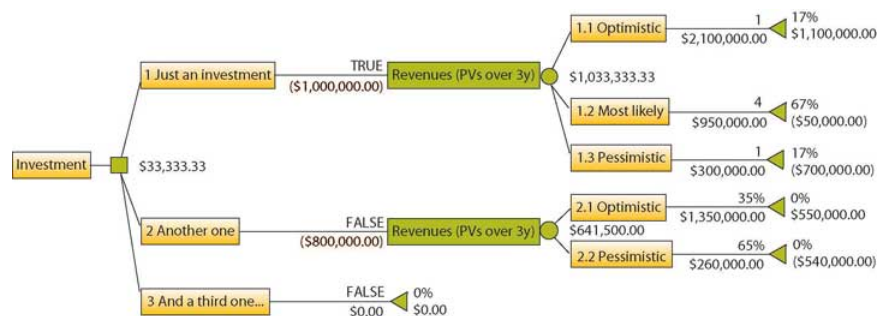 1.1 Optimistic 1 17%
$2,100,000.00 $1,100,000.00
1 Just an investment TRUE Revenues (PVs over 3y) $1,033,333.33
($1,000,000.00)
1.2 Most likely 4 67%
$950,000.00 ($50,000.00)
1.3 Pessimistic 1 17%
$300,000.00 ($700,000.00)
Investment $33,333.33
2.1 Optimistic 35% 0%
$1,350,000.00 $550,000.00
2 Another one FALSE Revenues (PVs over 3y) $641,500.00
($800,000.00)
2.2 Pessimistic 65% 0%
$260,000.00 ($540,000.00)
3 And a third one... FALSE 0%
$0.00 $0.00